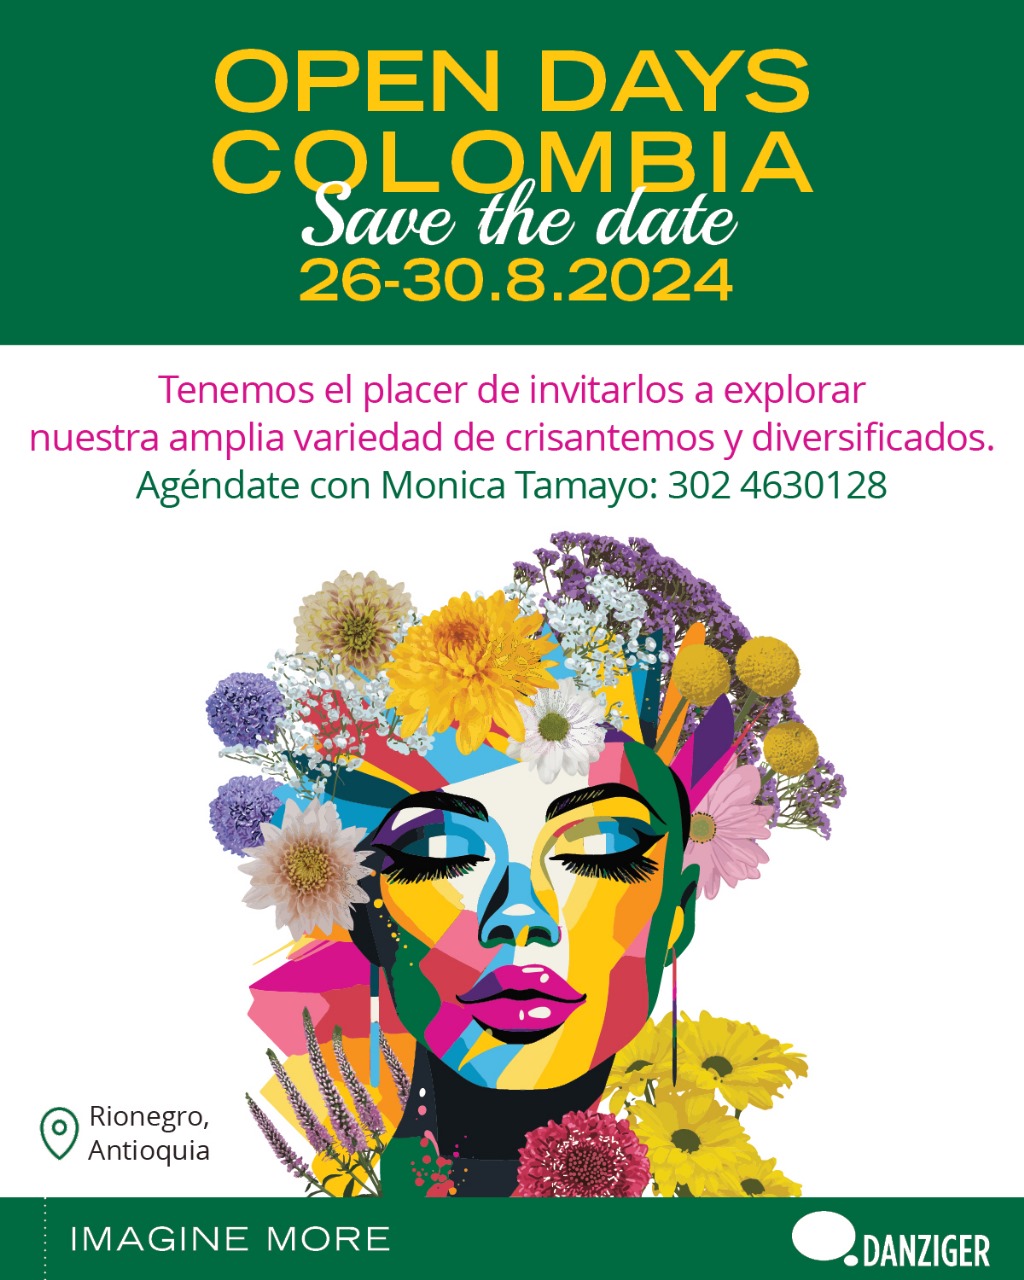 OPEN DAYS
COLOMBIA
Save the date
26-30.8.2024
Tenemos el placer de invitarlos a explorar
nuestra amplia variedad de crisantemos y diversificados.
Agéndate con Monica Tamayo: 302 4630128
Rionegro,
Antioquia
IMAGINE MORE
DANZIGER